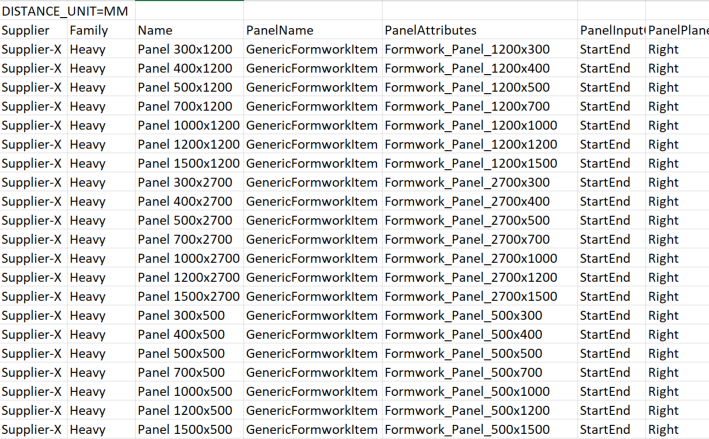 DISTANCE_UNIT=MM
Supplier Family Name PanelName PanelAttributes PanelInput PanelPlane
Supplier-X Heavy Panel 300x1200 GenericFormworkItem Formwork_Panel_1200x300 StartEnd Right
Supplier-X Heavy Panel 400x1200 GenericFormworkItem Formwork_Panel_1200x400 StartEnd Right
Supplier-X Heavy Panel 500x1200 GenericFormworkItem Formwork_Panel_1200x500 StartEnd Right
Supplier-X Heavy Panel 700x1200 GenericFormworkItem Formwork_Panel_1200x700 StartEnd Right
Supplier-X Heavy Panel 1000x1200 GenericFormworkItem Formwork_Panel_1200x1000 StartEnd Right
Supplier-X Heavy Panel 1200x1200 GenericFormworkItem Formwork_Panel_1200x1200 StartEnd Right
Supplier-X Heavy Panel 1500x1200 GenericFormworkItem Formwork_Panel_1200x1500 StartEnd Right
Supplier-X Heavy Panel 300x2700 GenericFormworkItem Formwork_Panel_2700x300 StartEnd Right
Supplier-X Heavy Panel 400x2700 GenericFormworkItem Formwork_Panel_2700x400 StartEnd Right
Supplier-X Heavy Panel 500x2700 GenericFormworkItem Formwork_Panel_2700x500 StartEnd Right
Supplier-X Heavy Panel 700x2700 GenericFormworkItem Formwork_Panel_2700x700 StartEnd Right
Supplier-X Heavy Panel 1000x2700 GenericFormworkItem Formwork_Panel_2700x1000 StartEnd Right
Supplier-X Heavy Panel 1200x2700 GenericFormworkItem Formwork_Panel_2700x1200 StartEnd Right
Supplier-X Heavy Panel 1500x2700 GenericFormworkItem Formwork_Panel_2700x1500 StartEnd Right
Supplier-X Heavy Panel 300x500 GenericFormworkItem Formwork_Panel_500x300 StartEnd Right
Supplier-X Heavy Panel 400x500 GenericFormworkItem Formwork_Panel_500x400 StartEnd Right
Supplier-X Heavy Panel 500x500 GenericFormworkItem Formwork_Panel_500x500 StartEnd Right
Supplier-X Heavy Panel 700x500 GenericFormworkItem Formwork_Panel_500x700 StartEnd Right
Supplier-X Heavy Panel 1000x500 GenericFormworkItem Formwork_Panel_500x1000 StartEnd Right
Supplier-X Heavy Panel 1200x500 GenericFormworkItem Formwork_Panel_500x1200 StartEnd Right
Supplier-X Heavy Panel 1500x500 GenericFormworkItem Formwork_Panel_500x1500 StartEnd Right